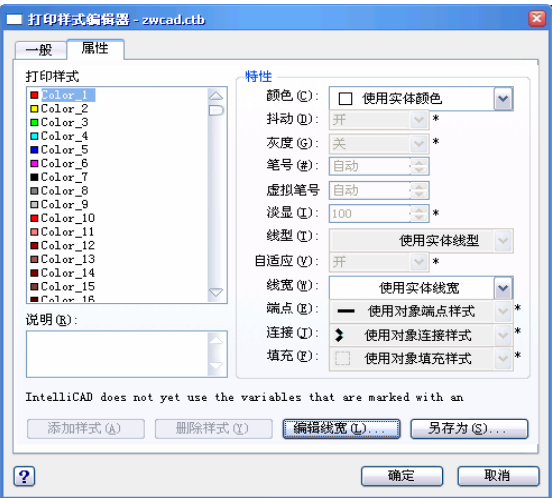 打印样式编辑器 - zwcad.ctb
一般 属性
打印样式
Color_1
Color_2
Color_3
Color_4
Color_5
Color_6
Color_7
Color_8
Color_9
Color_10
Color_11
Color_12
Color_13
Color_14
Color_15
Color_16
说明(R):
特性
颜色(C): 使用实体颜色
抖动(D): 开 *
灰度(G): 关 *
笔号(#): 自动
虚拟笔号 自动
淡显(I): 100 *
线型(T): 使用实体线型
自适应(V): 开 *
线宽(W): 使用实体线宽
端点(E): 使用对象端点样式 *
连接(J): 使用对象连接样式 *
填充(F): 使用对象填充样式 *
IntelliCAD does not yet use the variables that are marked with an
添加样式(A) 删除样式(Y) 编辑线宽(L)... 另存为(S)...
? 确定 取消